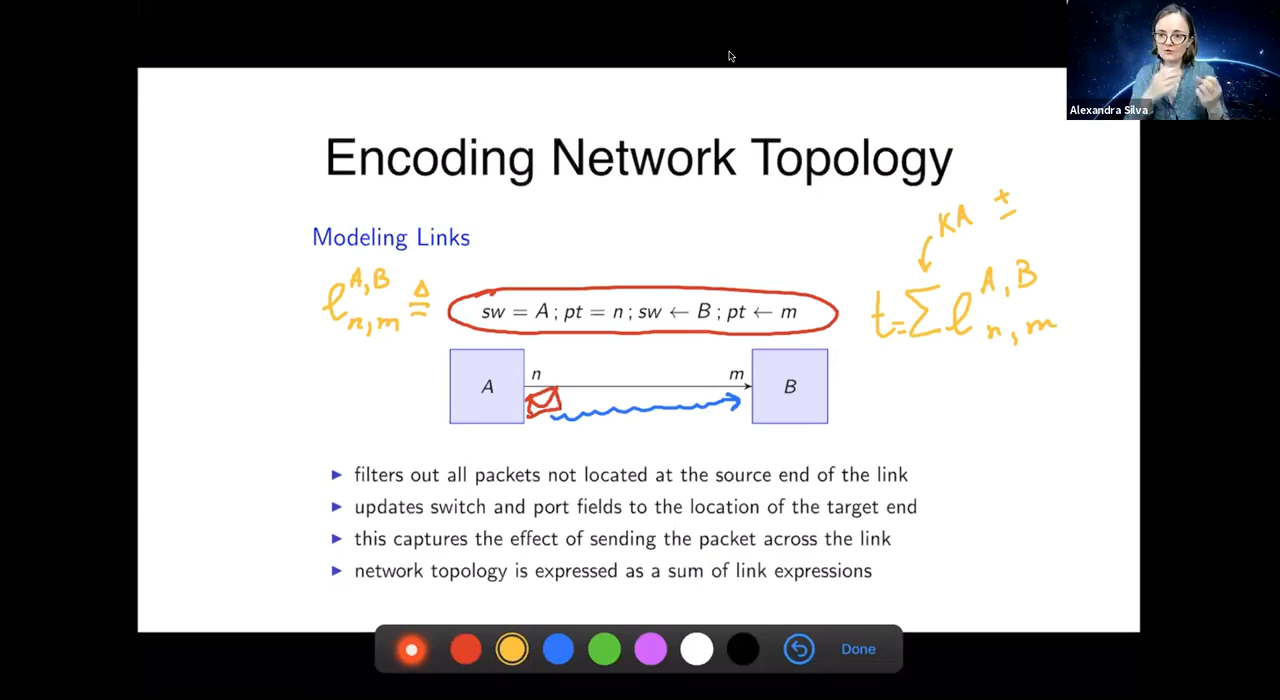 Alexandra Silva
Encoding Network Topology
KA ±
Modeling Links
ℓ^{A,B}_{n,m} ≜
sw = A ; pt = n ; sw ← B ; pt ← m
t = Σ ℓ^{A,B}_{n,m}
n m
A B
▶ filters out all packets not located at the source end of the link
▶ updates switch and port fields to the location of the target end
▶ this captures the effect of sending the packet across the link
▶ network topology is expressed as a sum of link expressions
Done